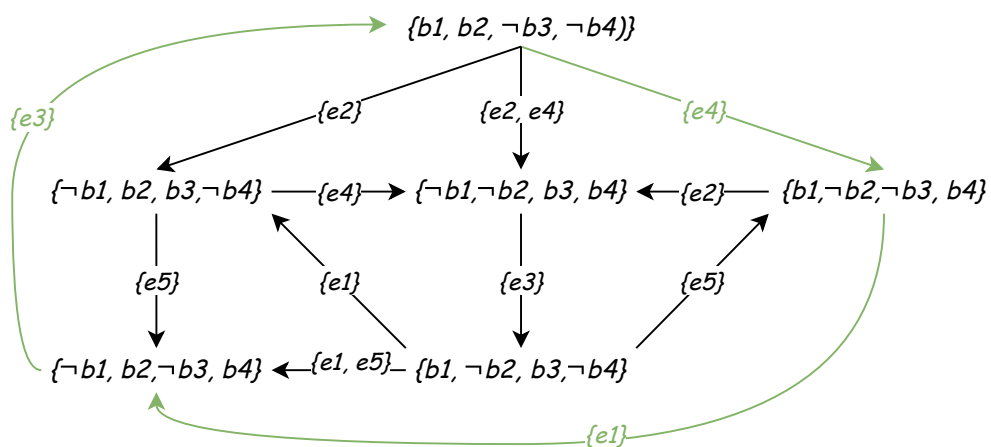 {b1, b2, ¬b3, ¬b4)}
{e3}
{e2}
{e2, e4}
{e4}
{¬b1, b2, b3,¬b4}
{e4}
{¬b1,¬b2, b3, b4}
{e2}
{b1,¬b2,¬b3, b4}
{e5}
{e1}
{e3}
{e5}
{¬b1, b2,¬b3, b4}
{e1, e5}
{b1, ¬b2, b3,¬b4}
{e1}